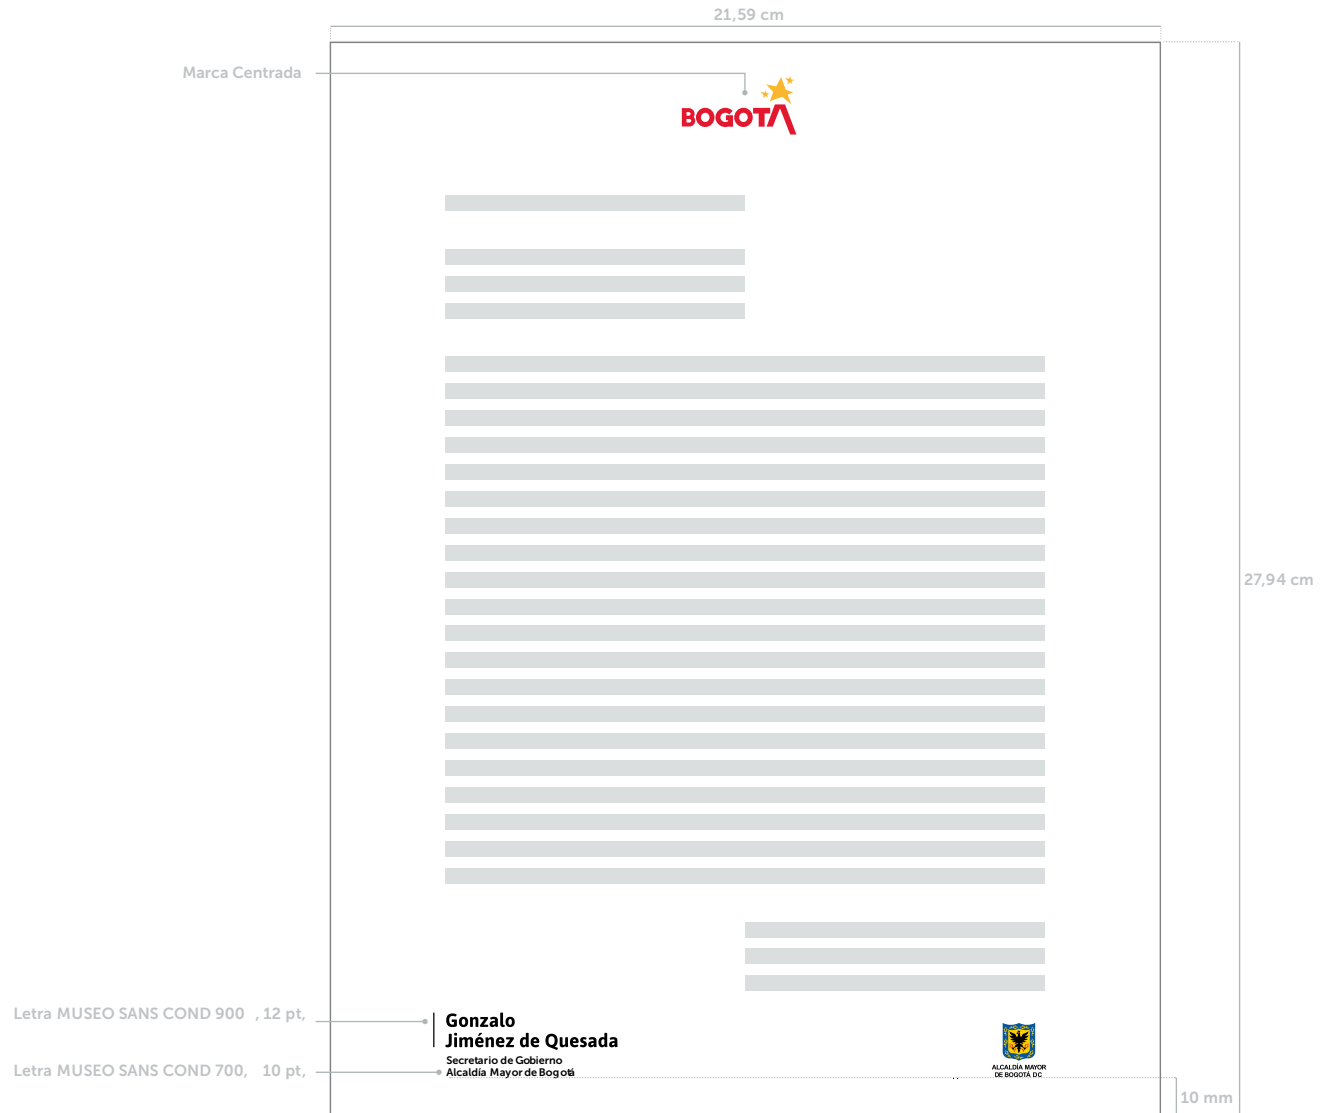 21,59 cm
Marca Centrada
BOGOTÁ
27,94 cm
Letra MUSEO SANS COND 900 , 12 pt,
Gonzalo
Jiménez de Quesada
Secretario de Gobierno
Letra MUSEO SANS COND 700, 10 pt,
Alcaldía Mayor de Bogotá
ALCALDÍA MAYOR
DE BOGOTÁ DC
10 mm